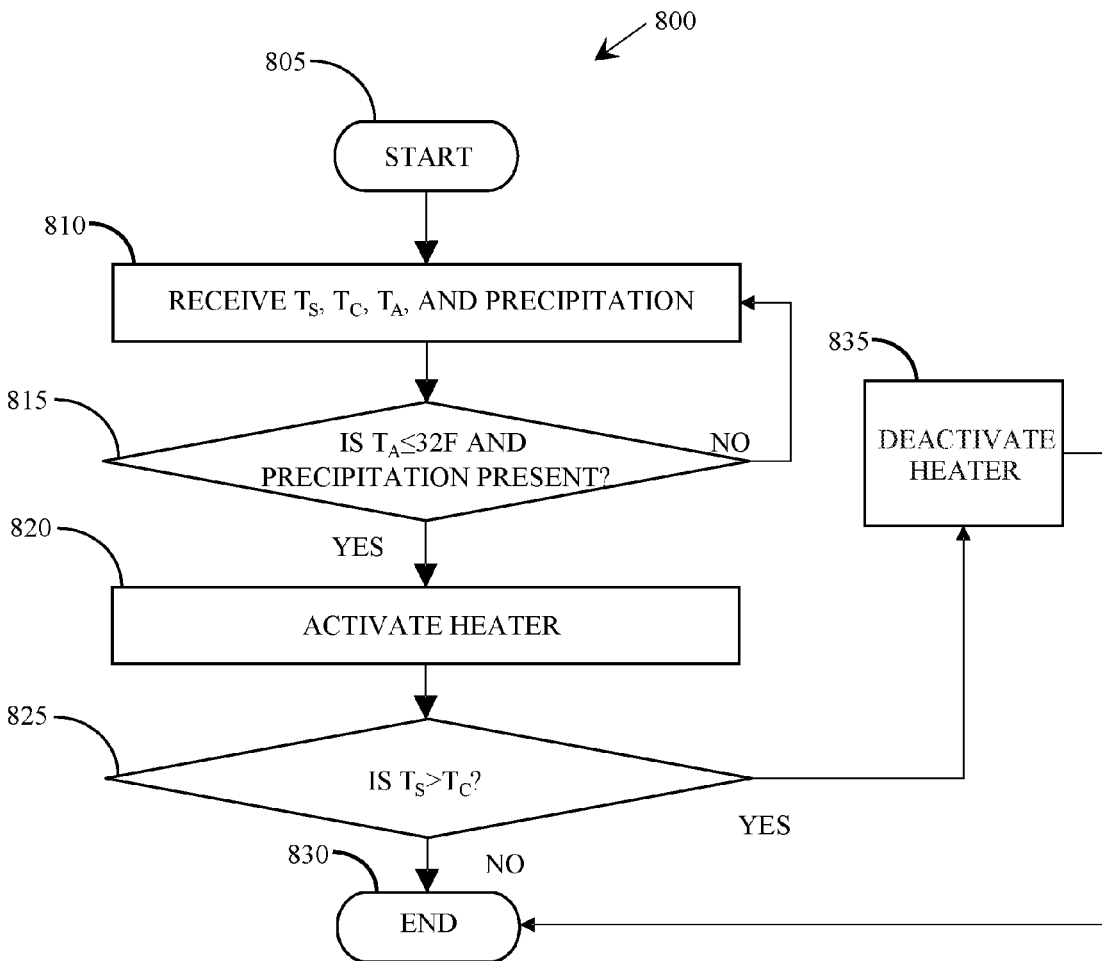 800
805
START
810
RECEIVE T_S, T_C, T_A, AND PRECIPITATION
835
815
IS T_A≤32F AND
PRECIPITATION PRESENT?
NO
DEACTIVATE
HEATER
820
YES
ACTIVATE HEATER
825
IS T_S>T_C?
YES
830
NO
END